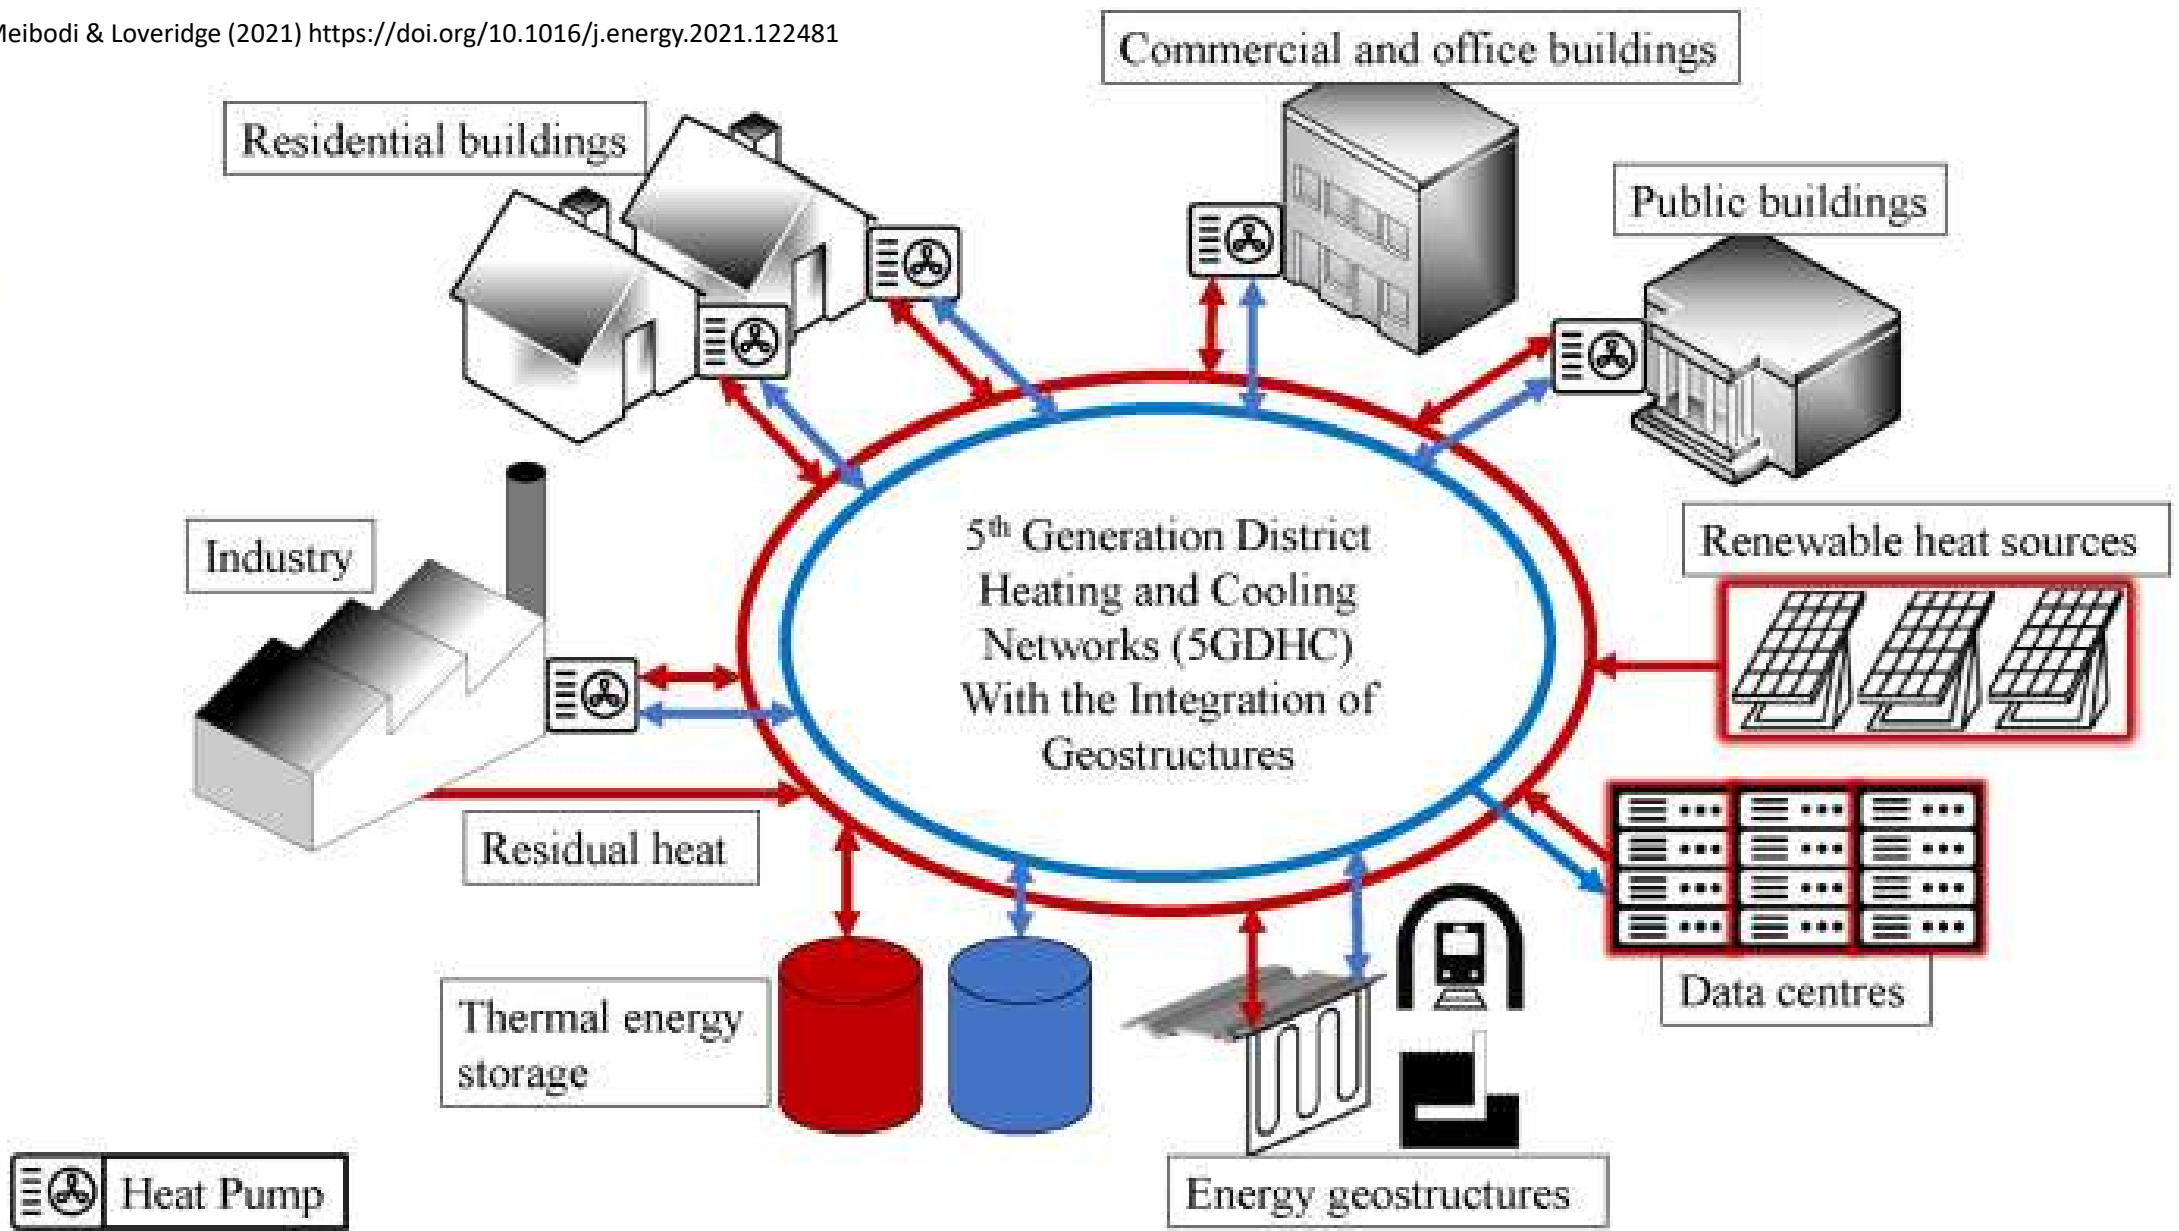 Meibodi & Loveridge (2021) https://doi.org/10.1016/j.energy.2021.122481
Commercial and office buildings
Residential buildings
Public buildings
Renewable heat sources
Industry
5th Generation District
Heating and Cooling
Networks (5GDHC)
With the Integration of
Geostructures
Residual heat
Data centres
Thermal energy
storage
Energy geostructures
Heat Pump